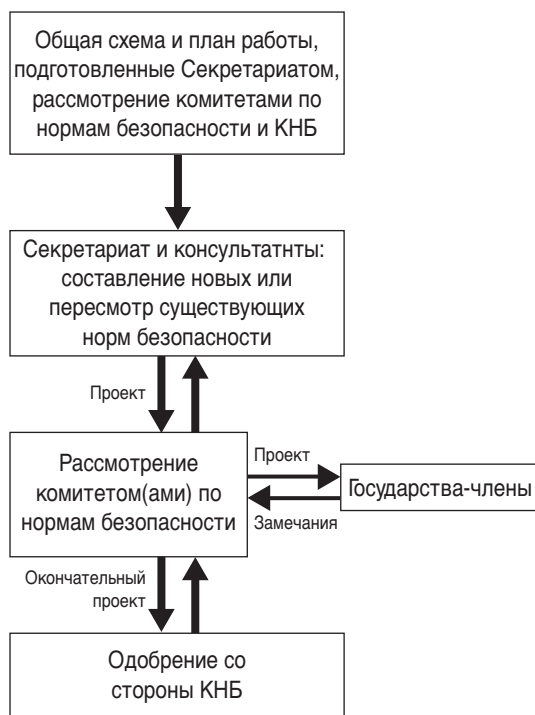 Общая схема и план работы,
подготовленные Секретариатом,
рассмотрение комитетами по
нормам безопасности и КНБ
Секретариат и консультатнты:
составление новых или
пересмотр существующих
норм безопасности
Проект
Рассмотрение
комитетом(ами) по
нормам безопасности
Проект
Государства-члены
Замечания
Окончательный
проект
Одобрение со
стороны КНБ